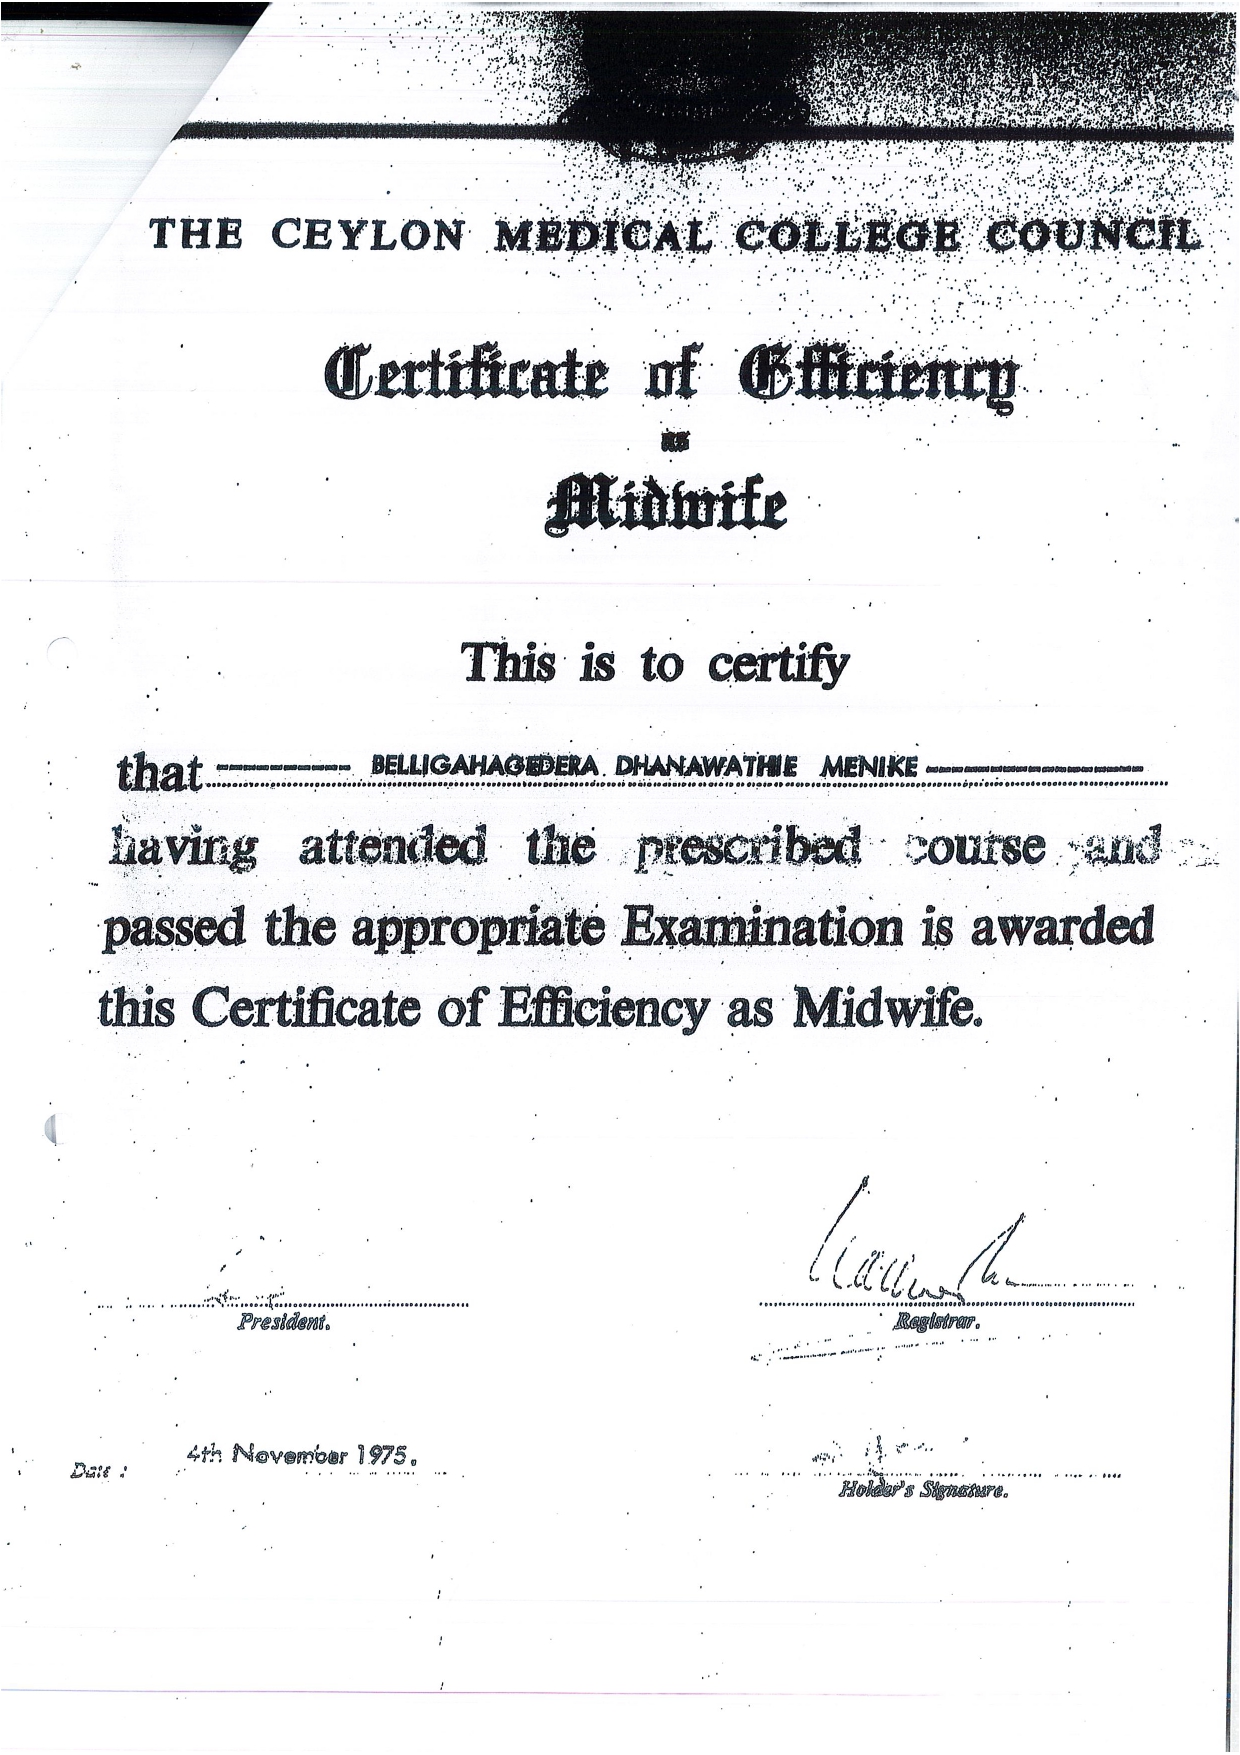 THE CEYLON MEDICAL COLLEGE COUNCIL
Certificate of Efficiency
as
Midwife
This is to certify
that BELLIGAHAGEDERA DHANAWATHIE MENIKE
having attended the prescribed course and
passed the appropriate Examination is awarded
this Certificate of Efficiency as Midwife.
President.
Registrar.
Date : 4th November 1975.
Holder's Signature.